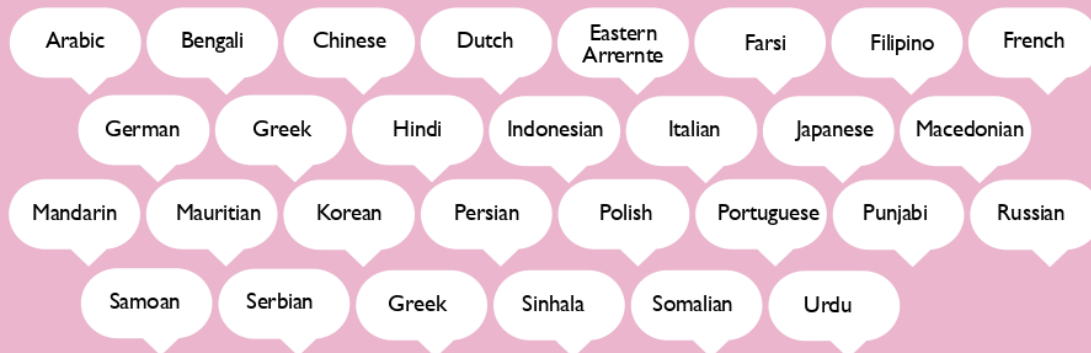 Arabic
Bengali
Chinese
Dutch
Eastern
Arrernte
Farsi
Filipino
French
German
Greek
Hindi
Indonesian
Italian
Japanese
Macedonian
Mandarin
Mauritian
Korean
Persian
Polish
Portuguese
Punjabi
Russian
Samoan
Serbian
Greek
Sinhala
Somalian
Urdu